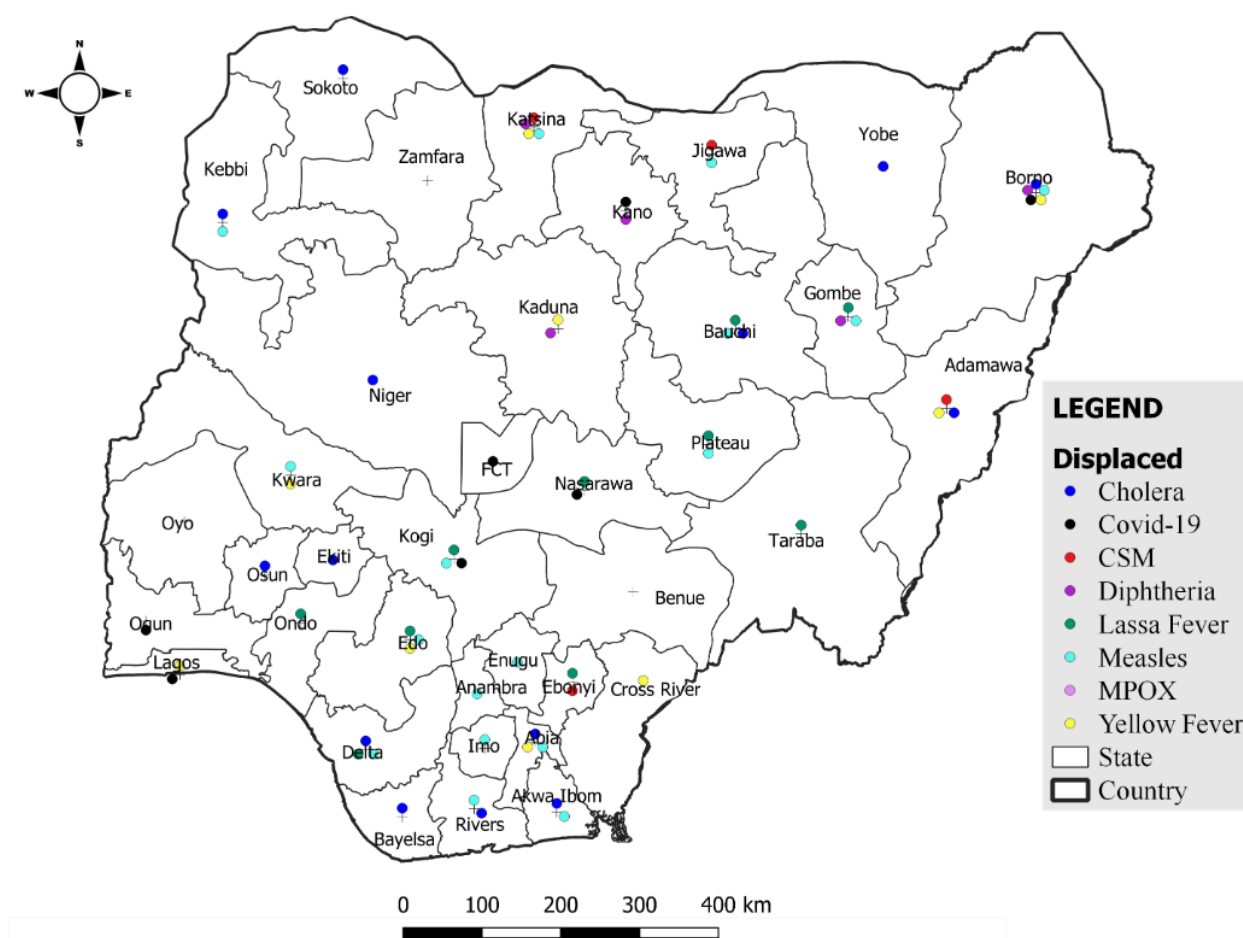 N
W E
S
Sokoto
Katsina
Zamfara
Kebbi
Jigawa
Yobe
Borno
Kano
Kaduna
Gombe
Bauchi
Adamawa
Niger
Plateau
FCT
Nasarawa
Kwara
Oyo
Kogi
Taraba
Ekiti
Osun
Benue
Ogun
Ondo
Edo
Lagos
Enugu
Anambra
Ebonyi
Cross River
Delta
Imo
Abia
Akwa Ibom
Rivers
Bayelsa
LEGEND
Displaced
Cholera
Covid-19
CSM
Diphtheria
Lassa Fever
Measles
MPOX
Yellow Fever
State
Country
0 100 200 300 400 km